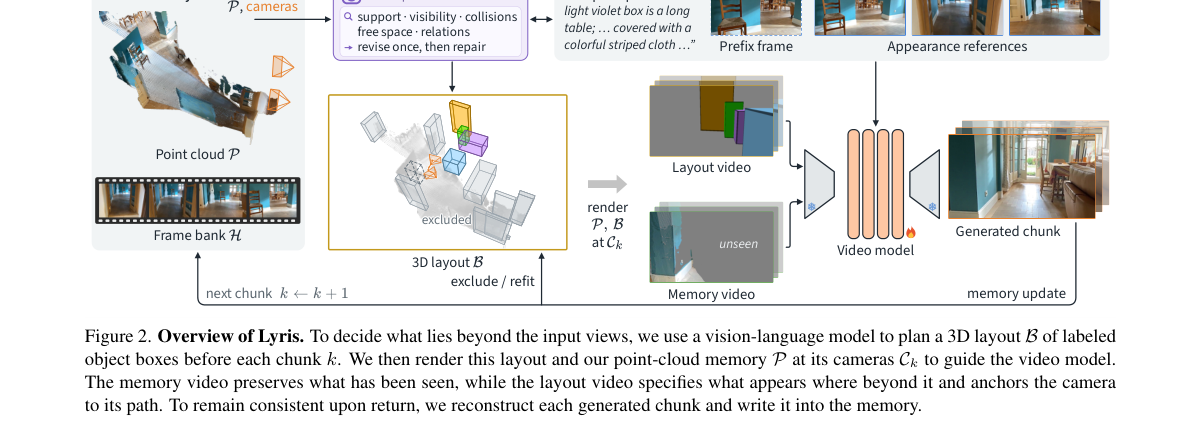 𝒫, cameras
support · visibility · collisions
free space · relations
→ revise once, then repair
light violet box is a long
table; … covered with a
colorful striped cloth …”
Prefix frame
Appearance references
Point cloud 𝒫
Frame bank ℋ
excluded
3D layout ℬ
exclude / refit
render
𝒫, ℬ
at 𝒞ₖ
Layout video
unseen
Memory video
Video model
Generated chunk
next chunk k ← k + 1
memory update
Figure 2. Overview of Lyris. To decide what lies beyond the input views, we use a vision-language model to plan a 3D layout ℬ of labeled
object boxes before each chunk k. We then render this layout and our point-cloud memory 𝒫 at its cameras 𝒞ₖ to guide the video model.
The memory video preserves what has been seen, while the layout video specifies what appears where beyond it and anchors the camera
to its path. To remain consistent upon return, we reconstruct each generated chunk and write it into the memory.